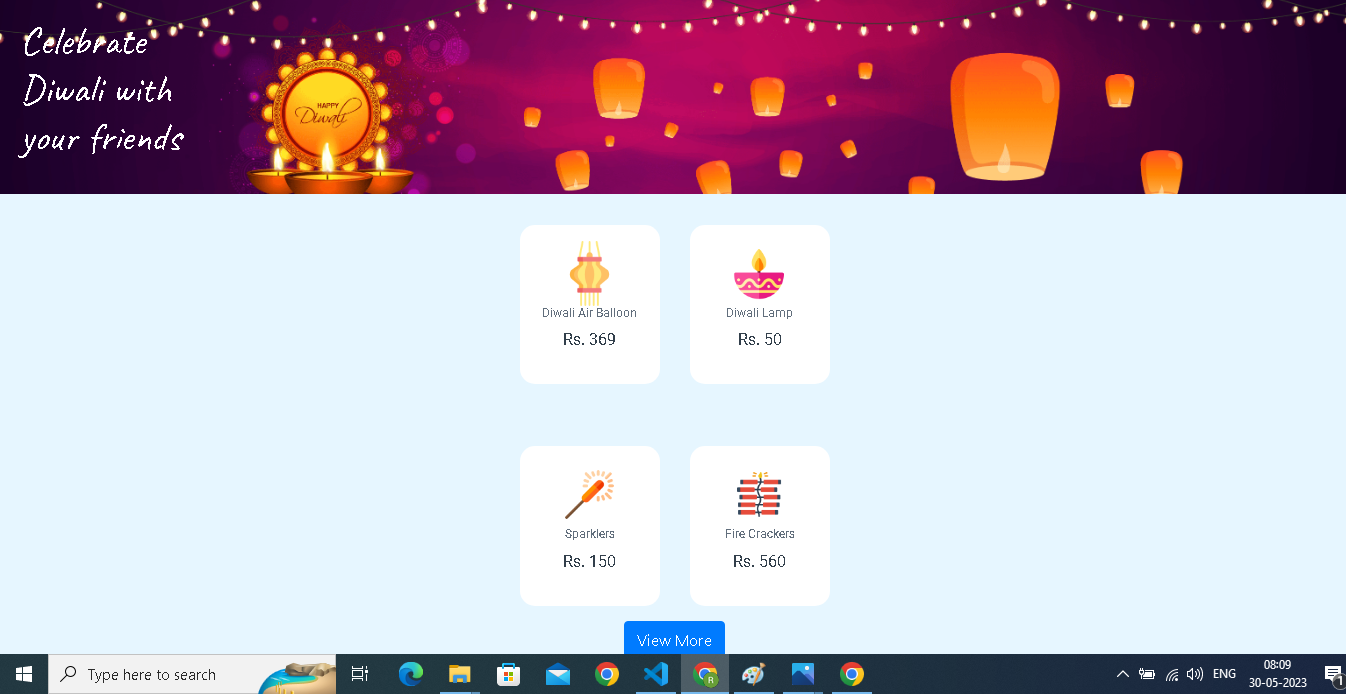 Celebrate
Diwali with
your friends
HAPPY
Diwali
Diwali Air Balloon
Rs. 369
Diwali Lamp
Rs. 50
Sparklers
Rs. 150
Fire Crackers
Rs. 560
View More
Type here to search
R
ENG
08:09
30-05-2023
1